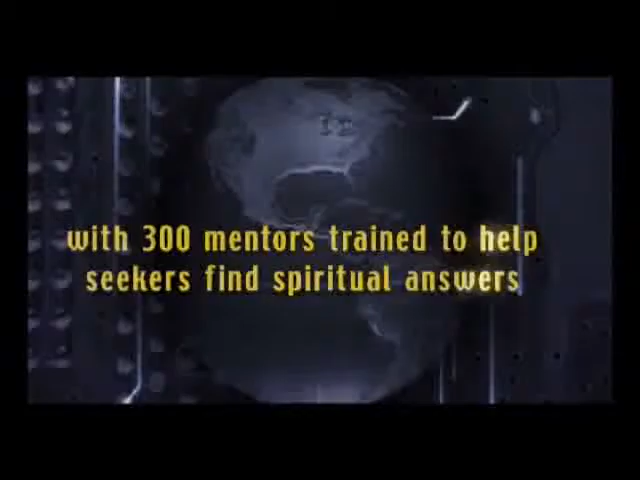 with 300 mentors trained to help
seekers find spiritual answers